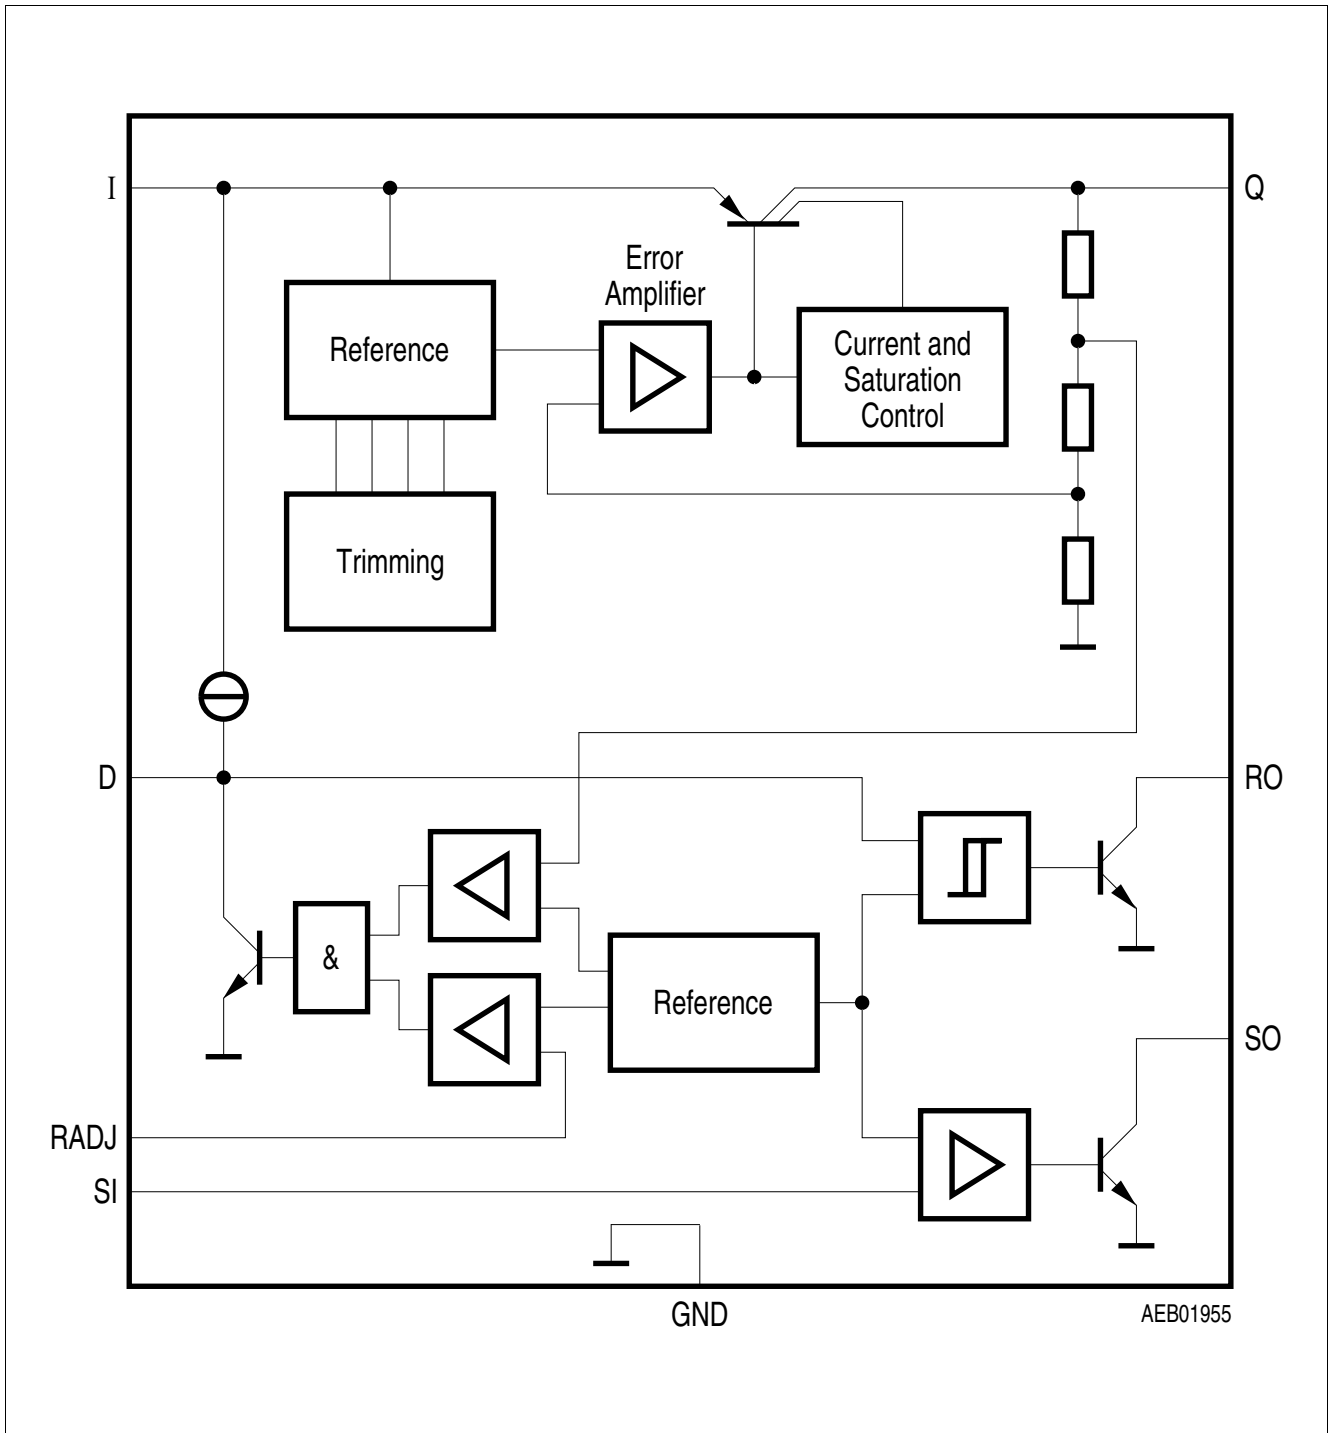 I
Q
Error
Amplifier
Reference
Current and
Saturation
Control
Trimming
D
RO
&
Reference
SO
RADJ
SI
GND
AEB01955